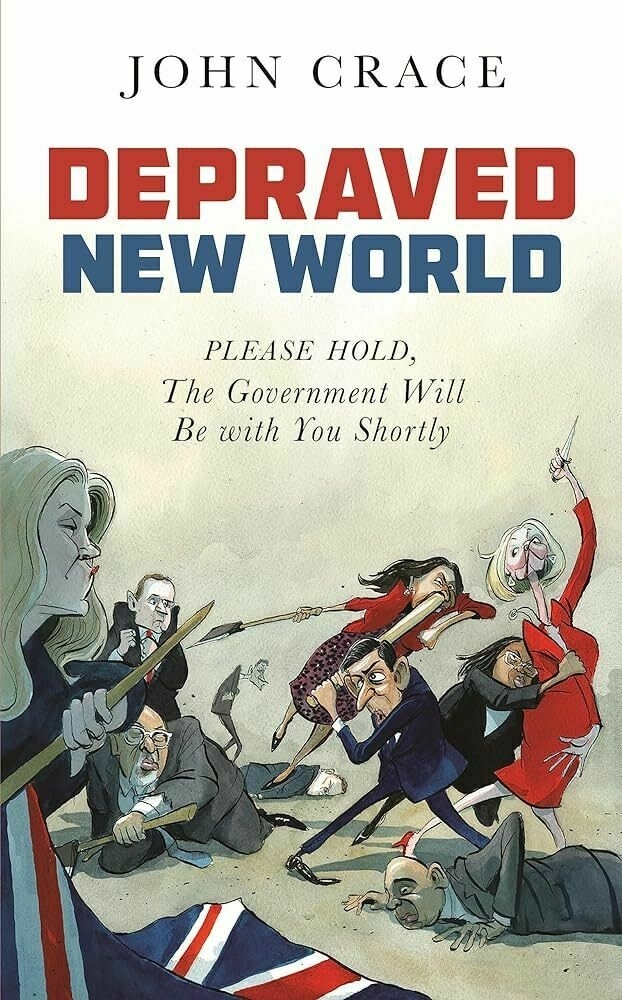 JOHN CRACE
DEPRAVED
NEW WORLD
PLEASE HOLD,
The Government Will
Be with You Shortly